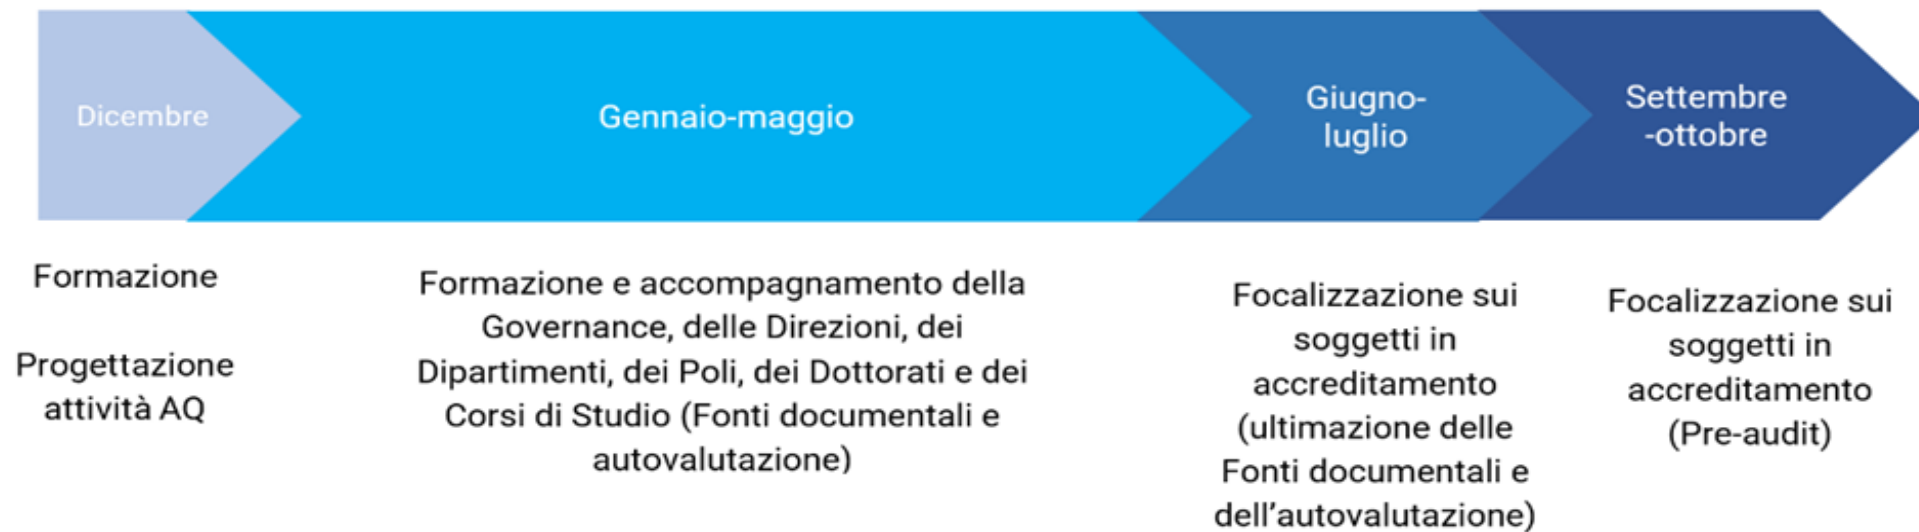 Dicembre
Gennaio-maggio
Giugno-
luglio
Settembre
-ottobre
Formazione
Progettazione
attività AQ
Formazione e accompagnamento della
Governance, delle Direzioni, dei
Dipartimenti, dei Poli, dei Dottorati e dei
Corsi di Studio (Fonti documentali e
autovalutazione)
Focalizzazione sui
soggetti in
accreditamento
(ultimazione delle
Fonti documentali e
dell’autovalutazione)
Focalizzazione sui
soggetti in
accreditamento
(Pre-audit)